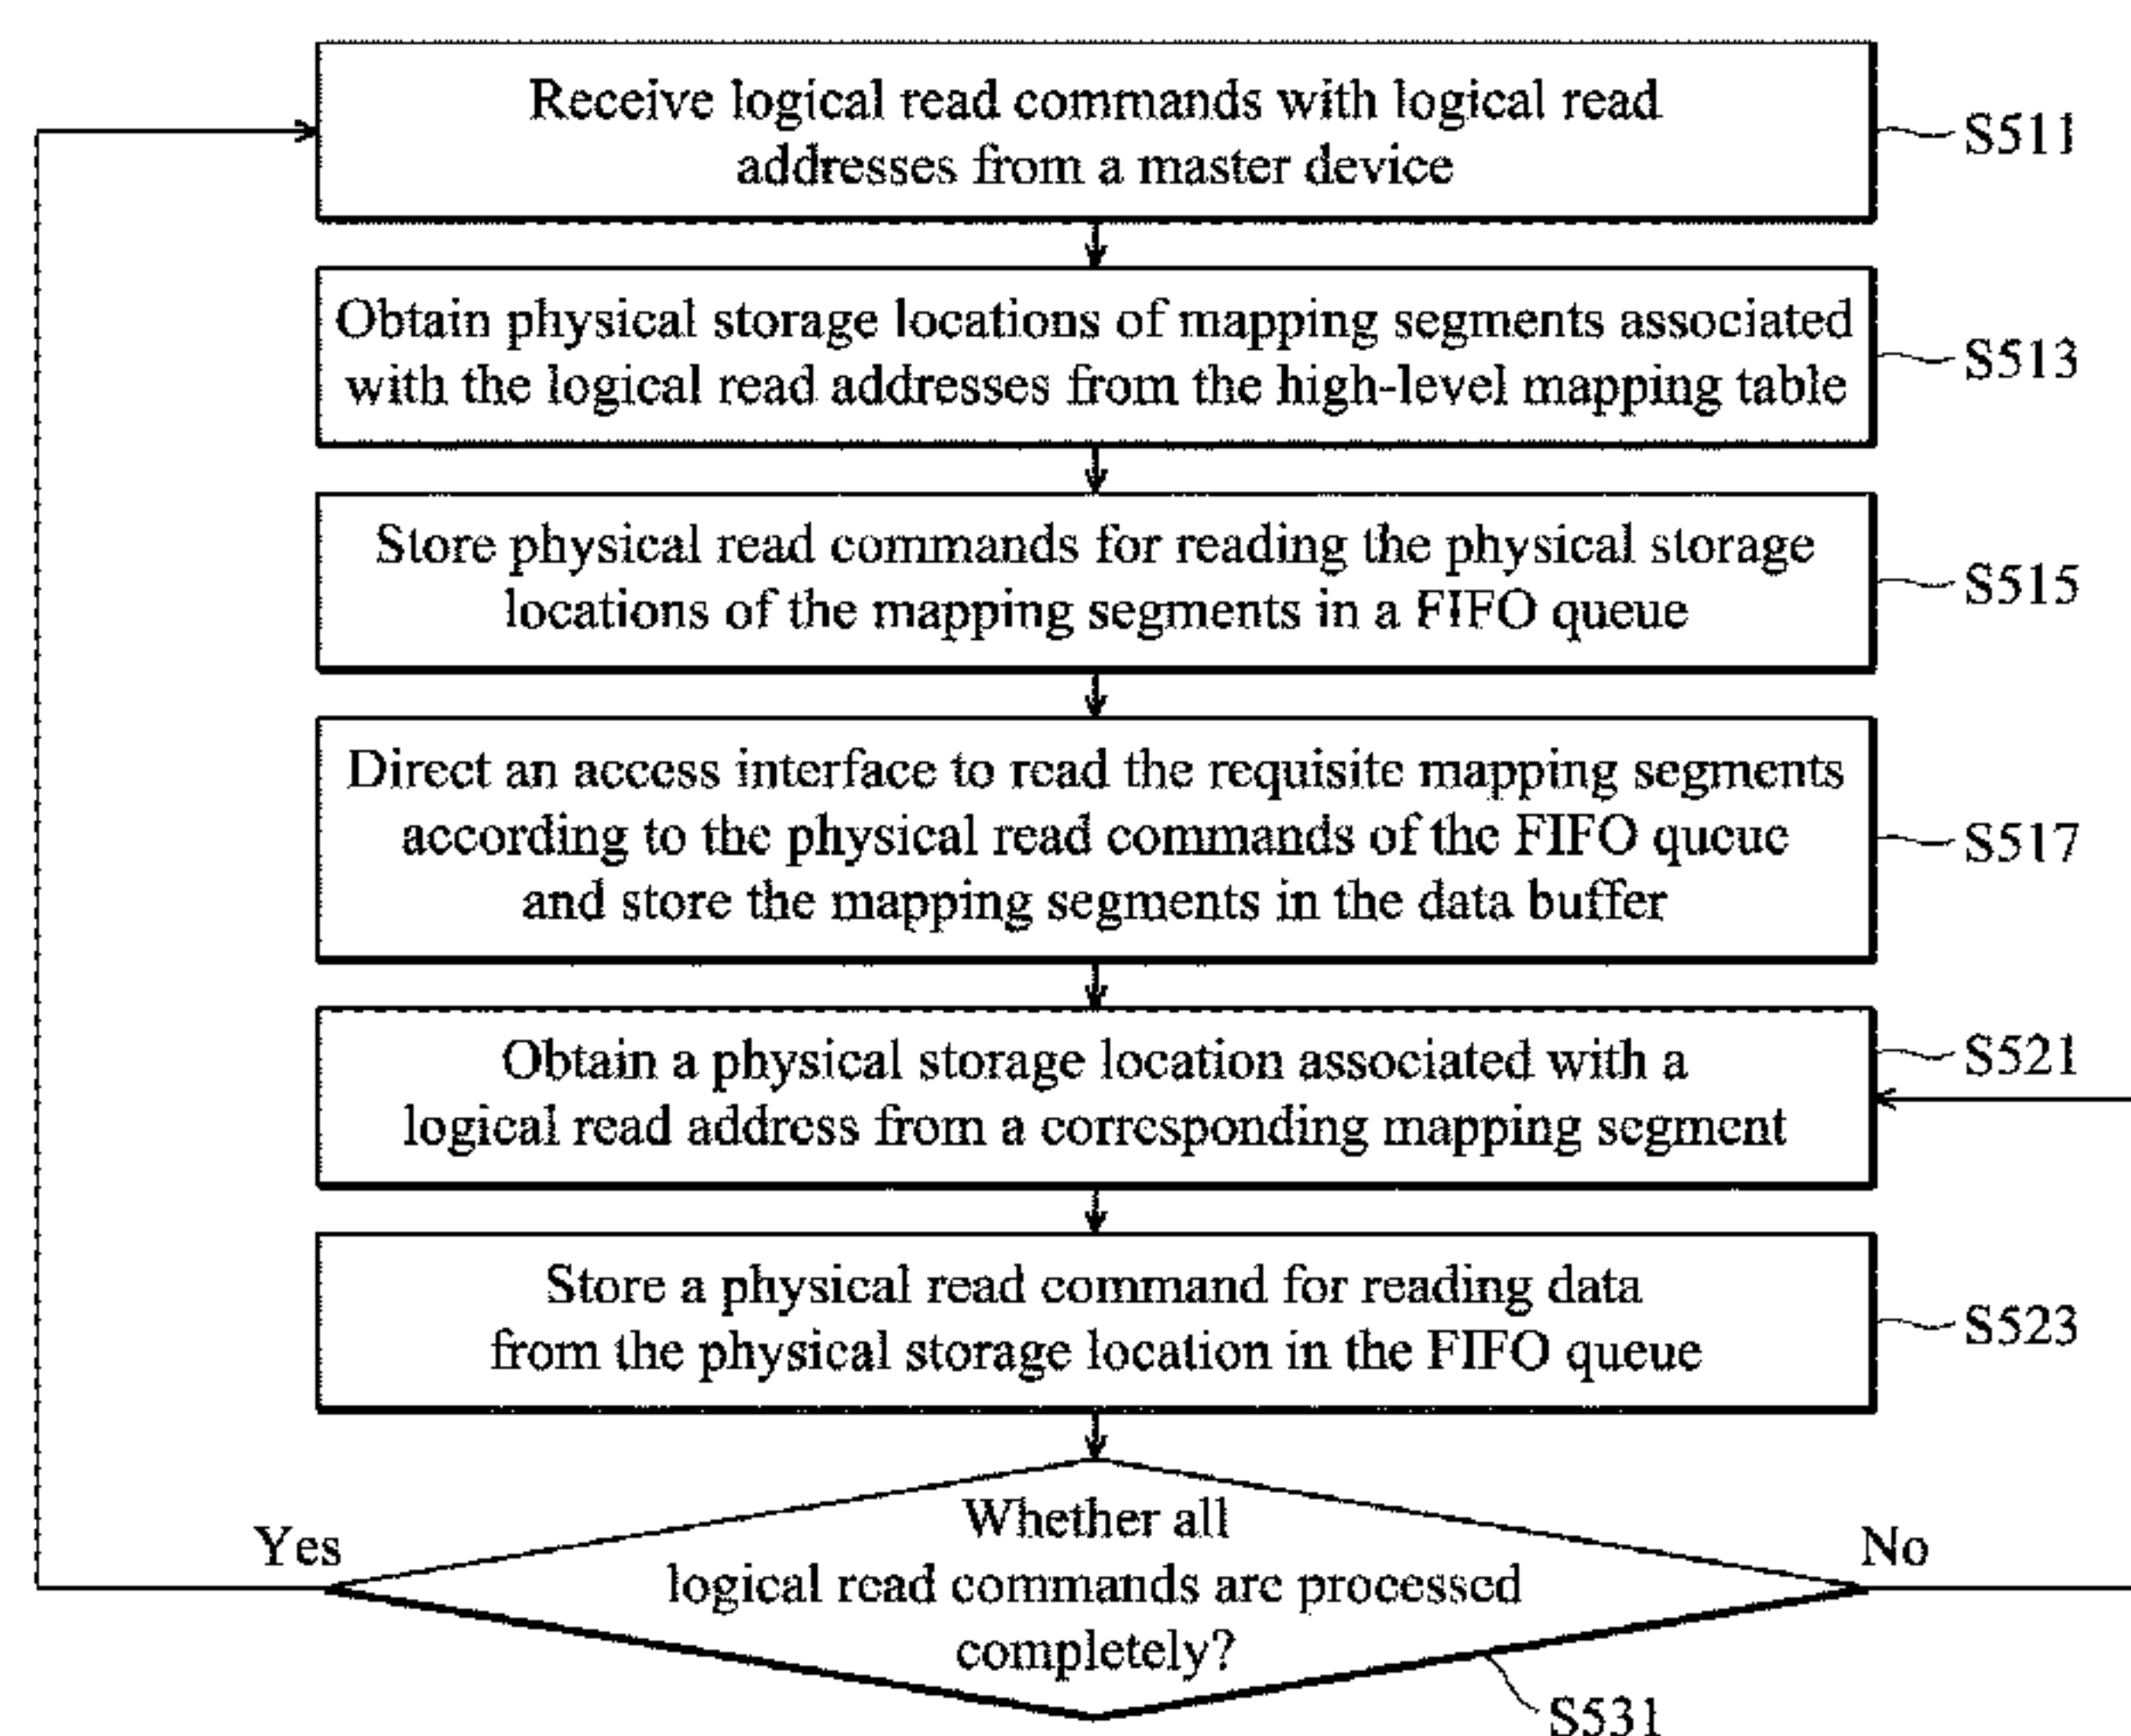 Receive logical read commands with logical read
addresses from a master device
S511
Obtain physical storage locations of mapping segments associated
with the logical read addresses from the high-level mapping table
S513
Store physical read commands for reading the physical storage
locations of the mapping segments in a FIFO queue
S515
Direct an access interface to read the requisite mapping segments
according to the physical read commands of the FIFO queue
and store the mapping segments in the data buffer
S517
Obtain a physical storage location associated with a
logical read address from a corresponding mapping segment
S521
Store a physical read command for reading data
from the physical storage location in the FIFO queue
S523
Whether all
logical read commands are processed
completely?
Yes
No
S531